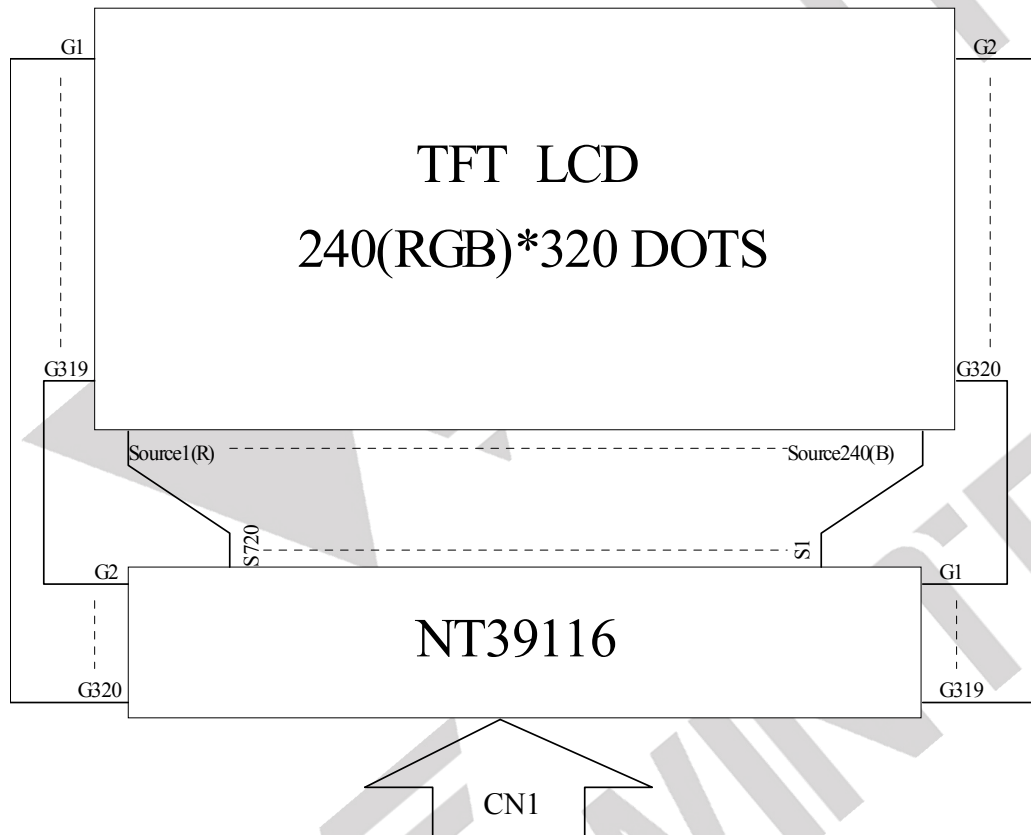 G1
G2
TFT LCD
240(RGB)*320 DOTS
G319
G320
Source1(R)
Source240(B)
S720
S1
G2
G1
NT39116
G320
G319
CN1